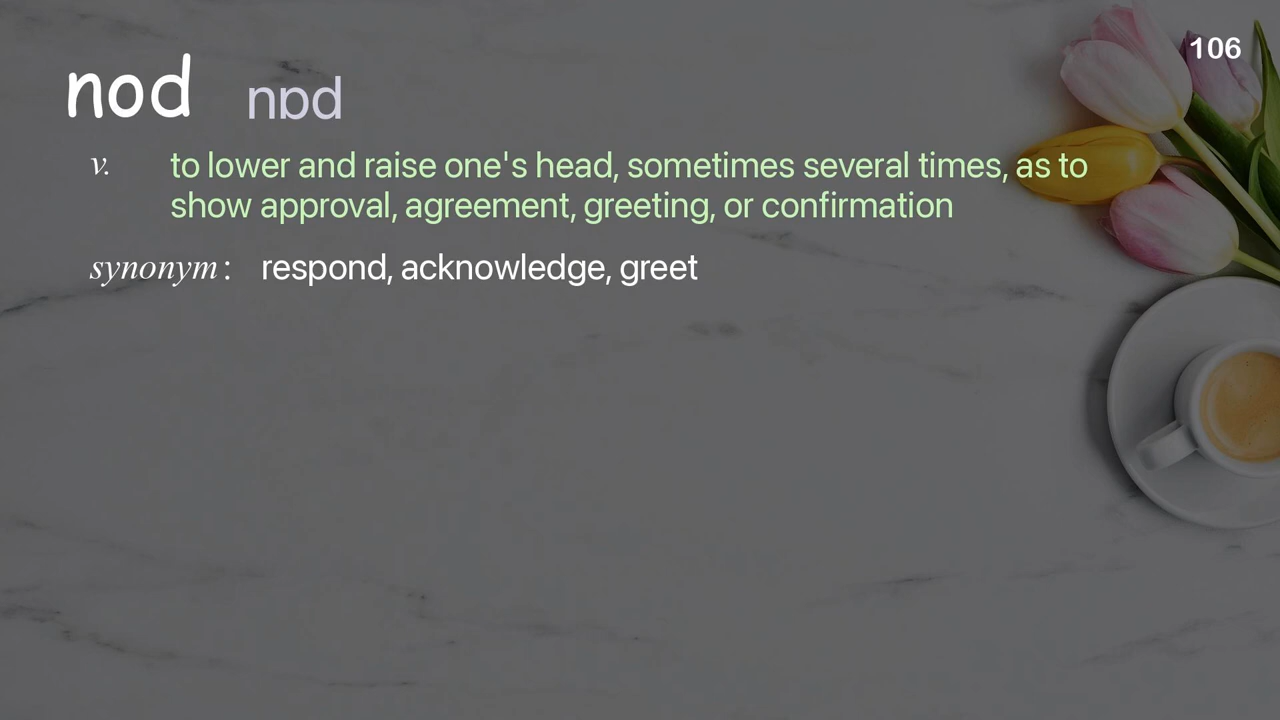 106
nod nɒd
v. to lower and raise one's head, sometimes several times, as to
show approval, agreement, greeting, or confirmation
synonym : respond, acknowledge, greet